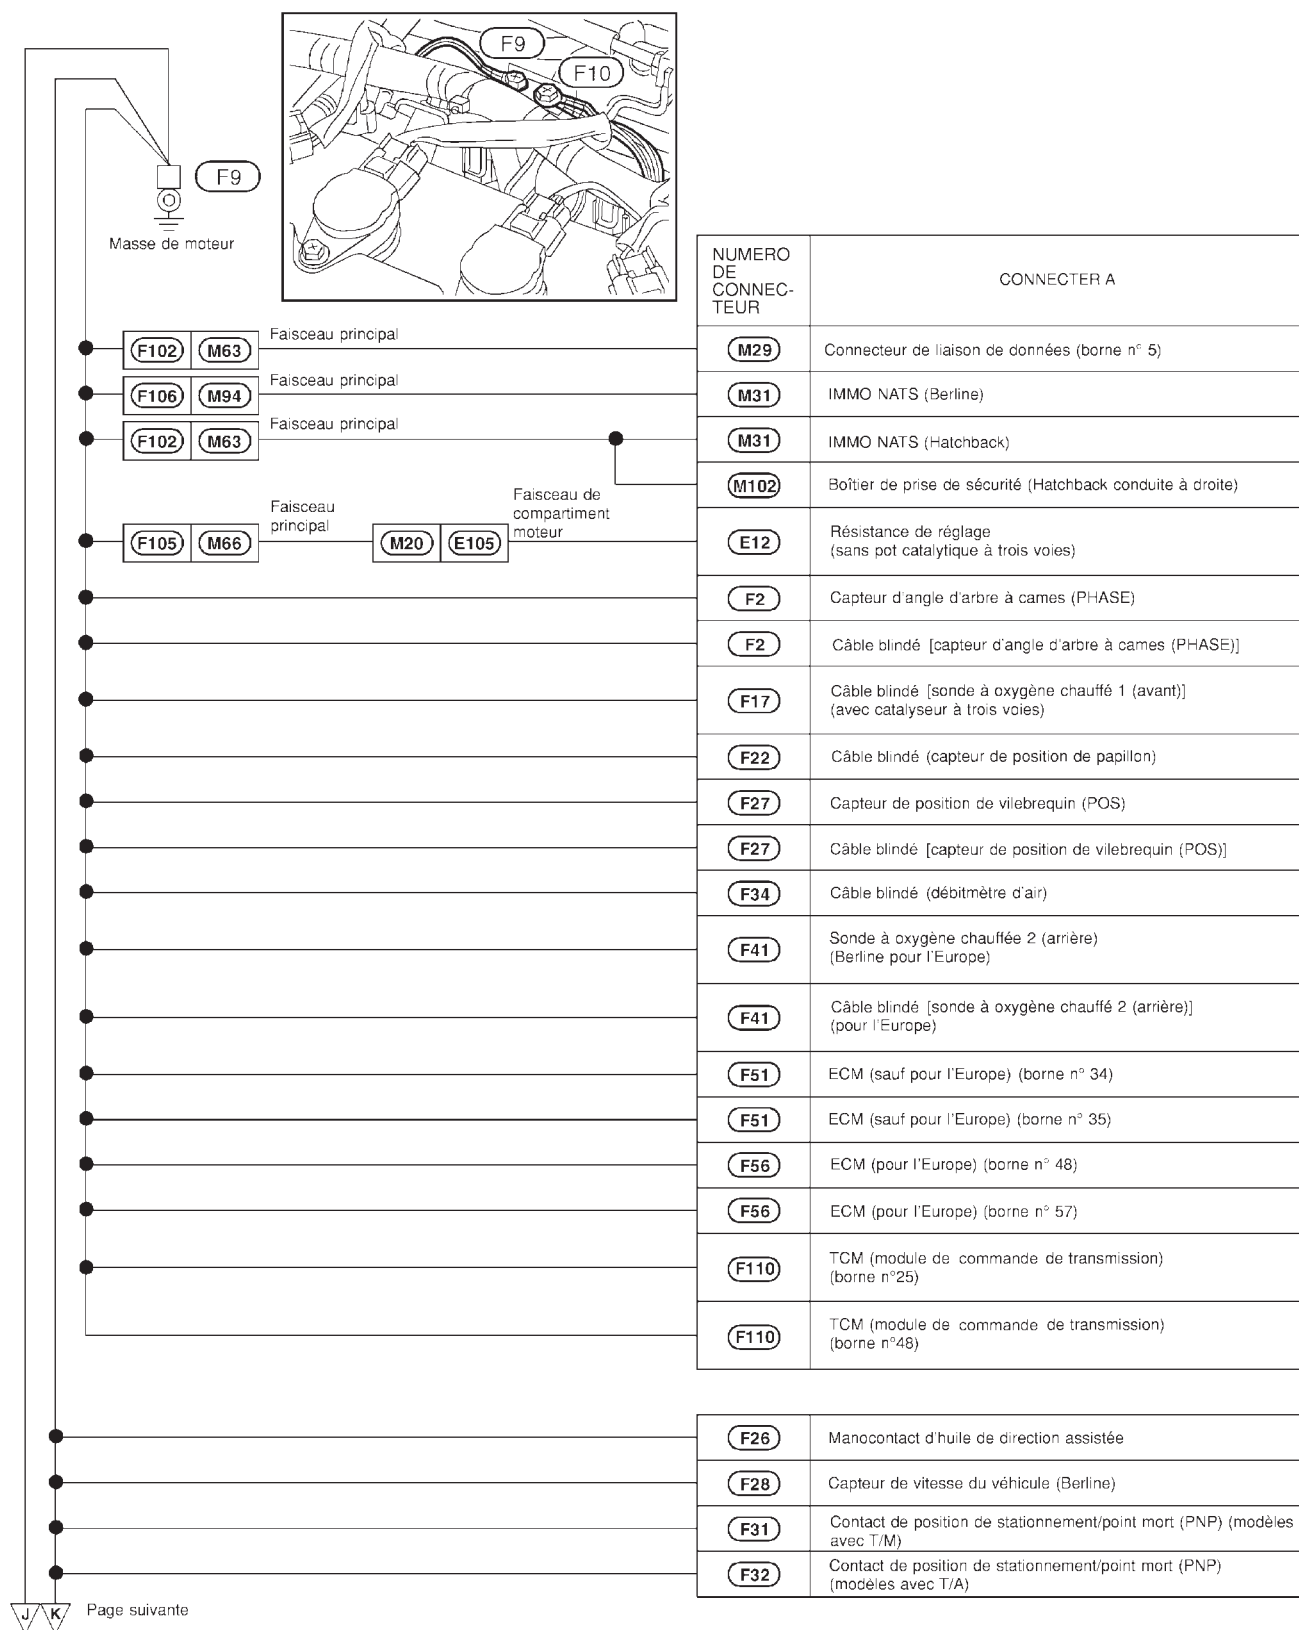 F9
F10
F9
Masse de moteur
NUMERO
DE
CONNEC-
TEUR
CONNECTER A
F102 M63 Faisceau principal M29 Connecteur de liaison de données (borne n° 5)
F106 M94 Faisceau principal M31 IMMO NATS (Berline)
F102 M63 Faisceau principal M31 IMMO NATS (Hatchback)
M102 Boîtier de prise de sécurité (Hatchback conduite à droite)
F105 M66
Faisceau
principal
M20 E105
Faisceau de
compartiment
moteur
E12
Résistance de réglage
(sans pot catalytique à trois voies)
F2 Capteur d'angle d'arbre à cames (PHASE)
F2 Câble blindé [capteur d'angle d'arbre à cames (PHASE)]
F17
Câble blindé [sonde à oxygène chauffé 1 (avant)]
(avec catalyseur à trois voies)
F22 Câble blindé (capteur de position de papillon)
F27 Capteur de position de vilebrequin (POS)
F27 Câble blindé [capteur de position de vilebrequin (POS)]
F34 Câble blindé (débitmètre d'air)
F41
Sonde à oxygène chauffée 2 (arrière)
(Berline pour l'Europe)
F41
Câble blindé [sonde à oxygène chauffé 2 (arrière)]
(pour l'Europe)
F51 ECM (sauf pour l'Europe) (borne n° 34)
F51 ECM (sauf pour l'Europe) (borne n° 35)
F56 ECM (pour l'Europe) (borne n° 48)
F56 ECM (pour l'Europe) (borne n° 57)
F110
TCM (module de commande de transmission)
(borne n°25)
F110
TCM (module de commande de transmission)
(borne n°48)
F26 Manocontact d'huile de direction assistée
F28 Capteur de vitesse du véhicule (Berline)
F31
Contact de position de stationnement/point mort (PNP) (modèles
avec T/M)
F32
Contact de position de stationnement/point mort (PNP)
(modèles avec T/A)
J K Page suivante